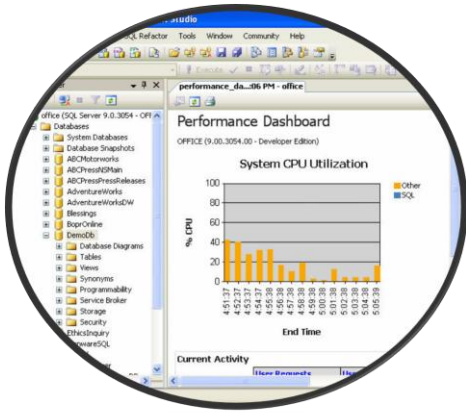 Studio
SQL Refactor Tools Window Community Help
Execute
performance_da...:06 PM - office
office (SQL Server 9.0.3054 - OFF
Databases
System Databases
Database Snapshots
ABCMotorworks
ABCPressNSMain
ABCPressPressReleases
AdventureWorks
AdventureWorksDW
Blessings
BoprOnline
DemoDb
Database Diagrams
Tables
Views
Synonyms
Programmability
Service Broker
Storage
Security
EthicsInquiry
Performance Dashboard
OFFICE (9.00.3054.00 - Developer Edition)
System CPU Utilization
100
80
60
40
20
0
% CPU
Other
SQL
4:51:37
4:52:37
4:53:37
4:54:37
4:55:38
4:56:38
4:57:38
4:58:38
4:59:38
5:00:38
5:01:38
5:02:38
5:03:38
5:04:38
5:05:39
End Time
Current Activity
User Requests